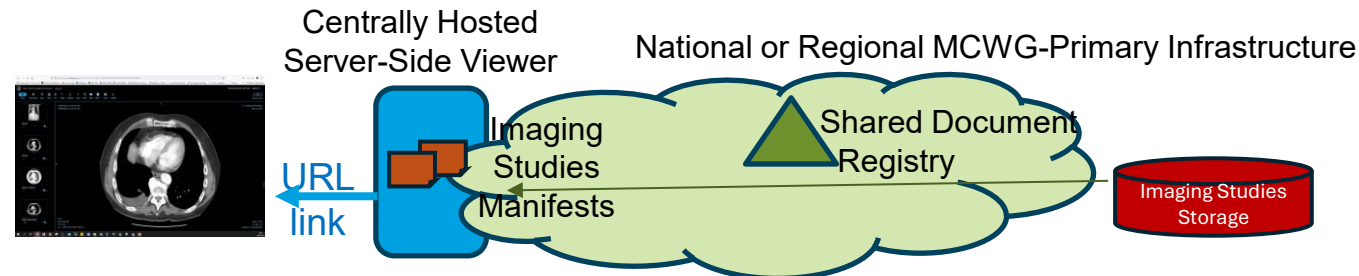 Centrally Hosted
Server-Side Viewer
National or Regional MCWG-Primary Infrastructure
Imaging
Studies
Manifests
Shared Document
Registry
URL
link
Imaging Studies
Storage